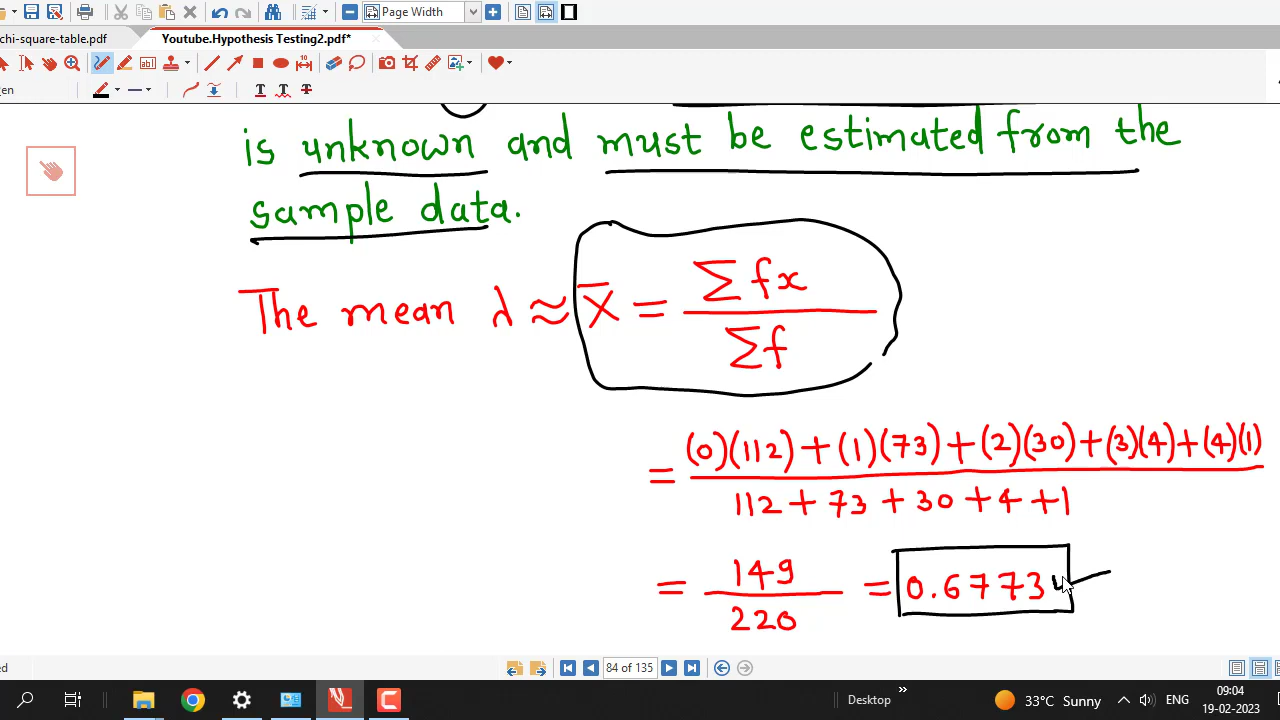 Page Width
chi-square-table.pdf
Youtube.Hypothesis Testing2.pdf*
en
is unknown and must be estimated from the
sample data.
The mean λ ≈ X̅ = Σfx / Σf
= (0)(112) + (1)(73) + (2)(30) + (3)(4) + (4)(1) / 112 + 73 + 30 + 4 + 1
= 149 / 220 = 0.6773
ed
84 of 135
Desktop
»
33°C Sunny
ENG
09:04
19-02-2023